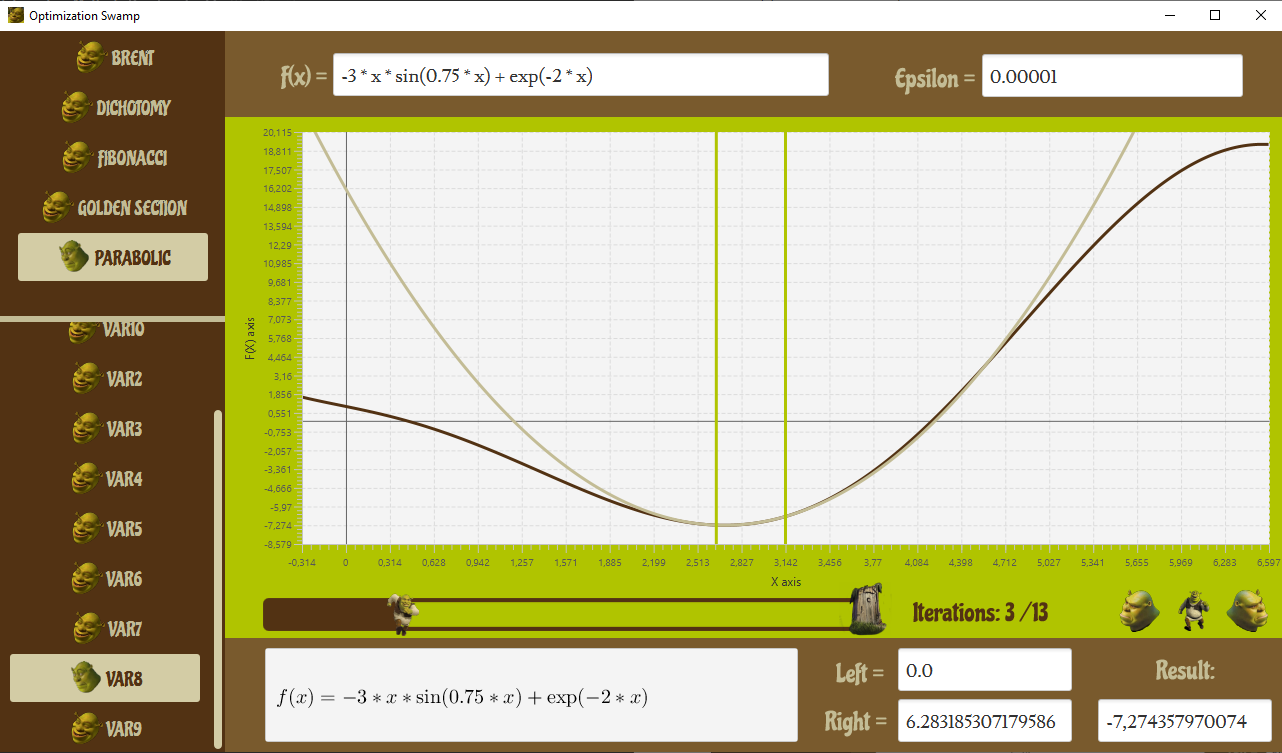 Optimization Swamp
BRENT
DICHOTOMY
FIBONACCI
GOLDEN SECTION
PARABOLIC
VAR10
VAR2
VAR3
VAR4
VAR5
VAR6
VAR7
VAR8
VAR9
f(x) = -3 * x * sin(0.75 * x) + exp(-2 * x)
Epsilon = 0.00001
20,115
18,811
17,507
16,202
14,898
13,594
12,29
10,985
9,681
8,377
7,073
5,768
4,464
3,16
1,856
0,551
-0,753
-2,057
-3,361
-4,666
-5,97
-7,274
-8,579
F(X) axis
-0,314 0 0,314 0,628 0,942 1,257 1,571 1,885 2,199 2,513 2,827 3,142 3,456 3,77 4,084 4,398 4,712 5,027 5,341 5,655 5,969 6,283 6,597
X axis
Iterations: 3 /13
f(x) = −3 * x * sin(0.75 * x) + exp(−2 * x)
Left = 0.0
Right = 6.283185307179586
Result:
-7,274357970074